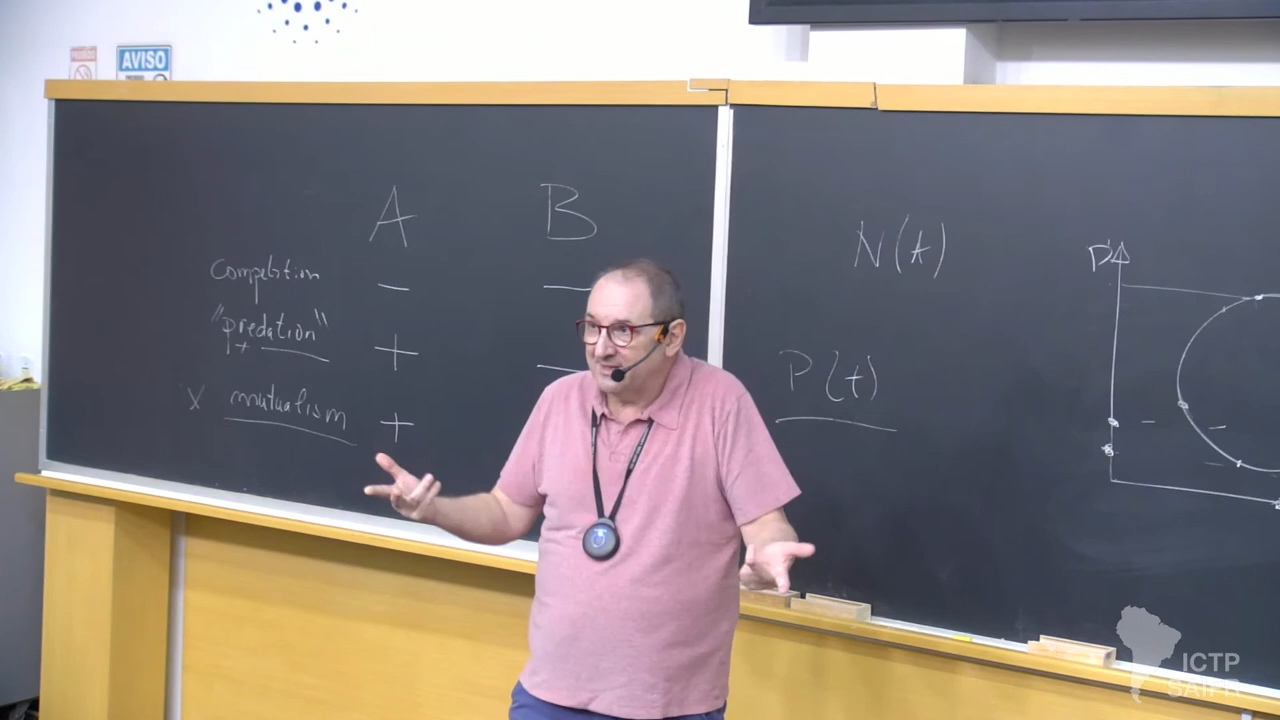 AVISO
A B
Competition − −
"predation" + −
+
x mutualism +
N(t)
P(t)
P
ICTP
SAIFR